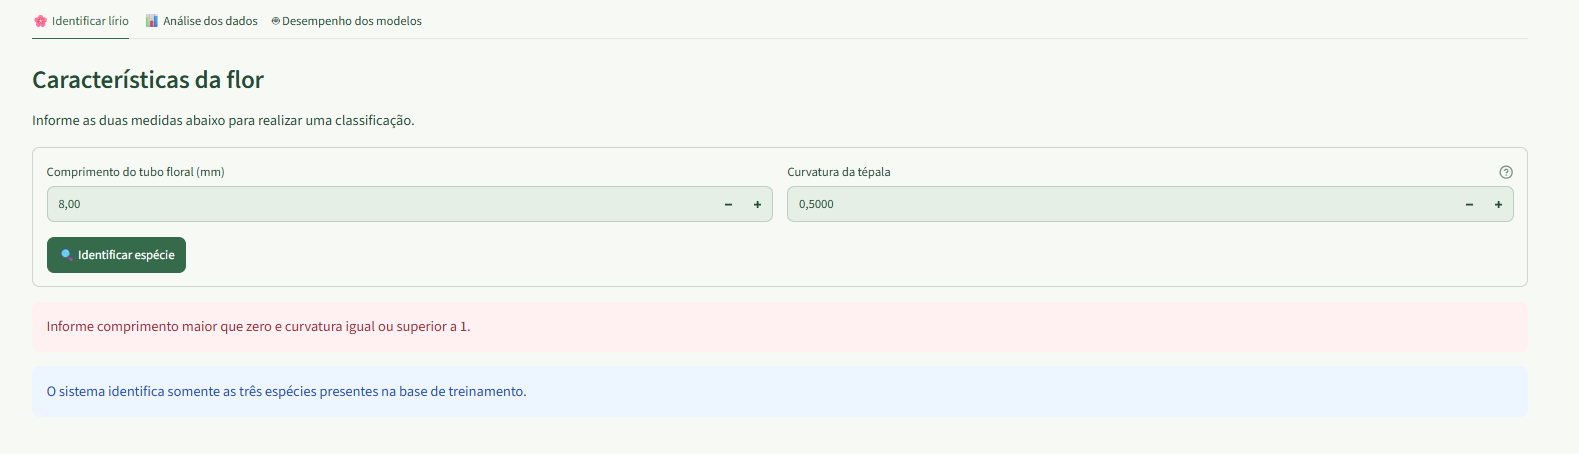 Identificar lírio
Análise dos dados
Desempenho dos modelos
Características da flor
Informe as duas medidas abaixo para realizar uma classificação.
Comprimento do tubo floral (mm)
Curvatura da tépala
8,00
0,5000
Identificar espécie
Informe comprimento maior que zero e curvatura igual ou superior a 1.
O sistema identifica somente as três espécies presentes na base de treinamento.